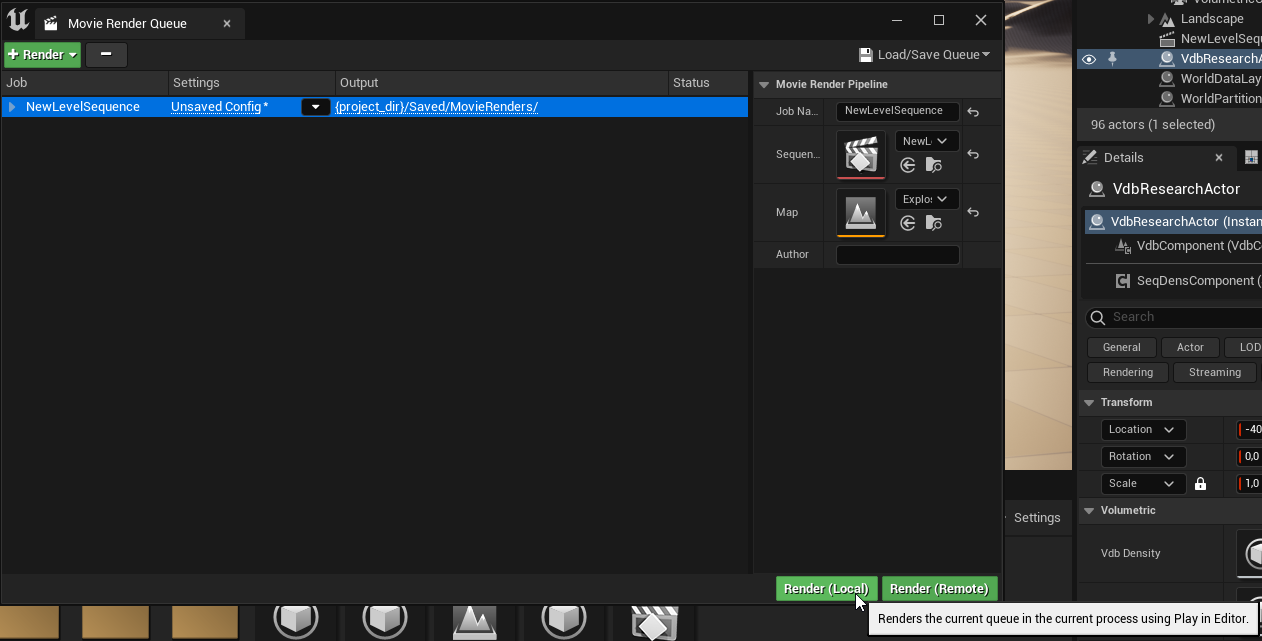 Movie Render Queue
Render
Load/Save Queue
Job Settings Output Status
NewLevelSequence Unsaved Config* {project_dir}/Saved/MovieRenders/
Movie Render Pipeline
Job Na... NewLevelSequence
Sequen... NewL
Map Explo
Author
Render (Local) Render (Remote)
Renders the current queue in the current process using Play in Editor.
Landscape
NewLevelSequ
VdbResearchA
WorldDataLay
WorldPartition
96 actors (1 selected)
Details
VdbResearchActor
VdbResearchActor (Instan
VdbComponent (VdbC
SeqDensComponent (
Search
General Actor LOD
Rendering Streaming
Transform
Location -40
Rotation 0,0
Scale 1,0
Volumetric
Vdb Density
Settings